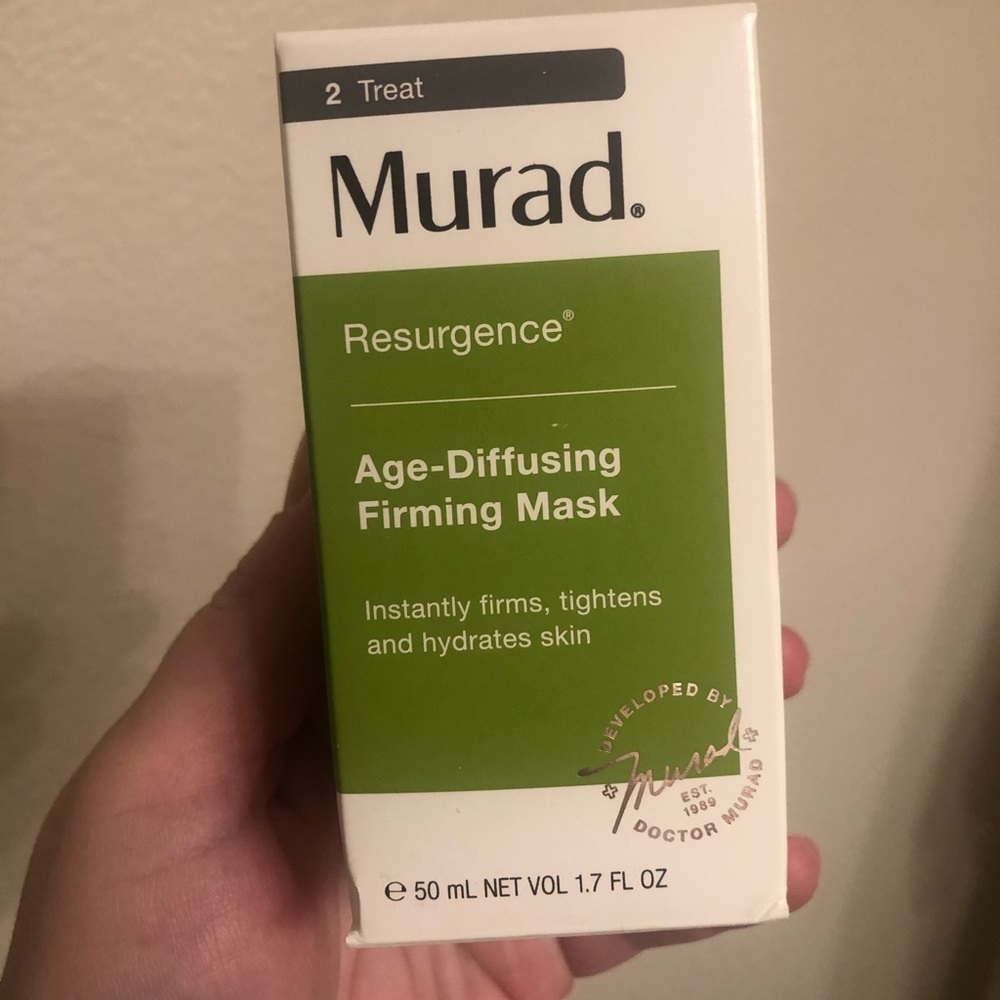 2 Treat
Murad.®
Resurgence®
Age-Diffusing
Firming Mask
Instantly firms, tightens
and hydrates skin
DEVELOPED BY
Murad
EST.
1989
DOCTOR MURAD
℮ 50 mL NET VOL 1.7 FL OZ